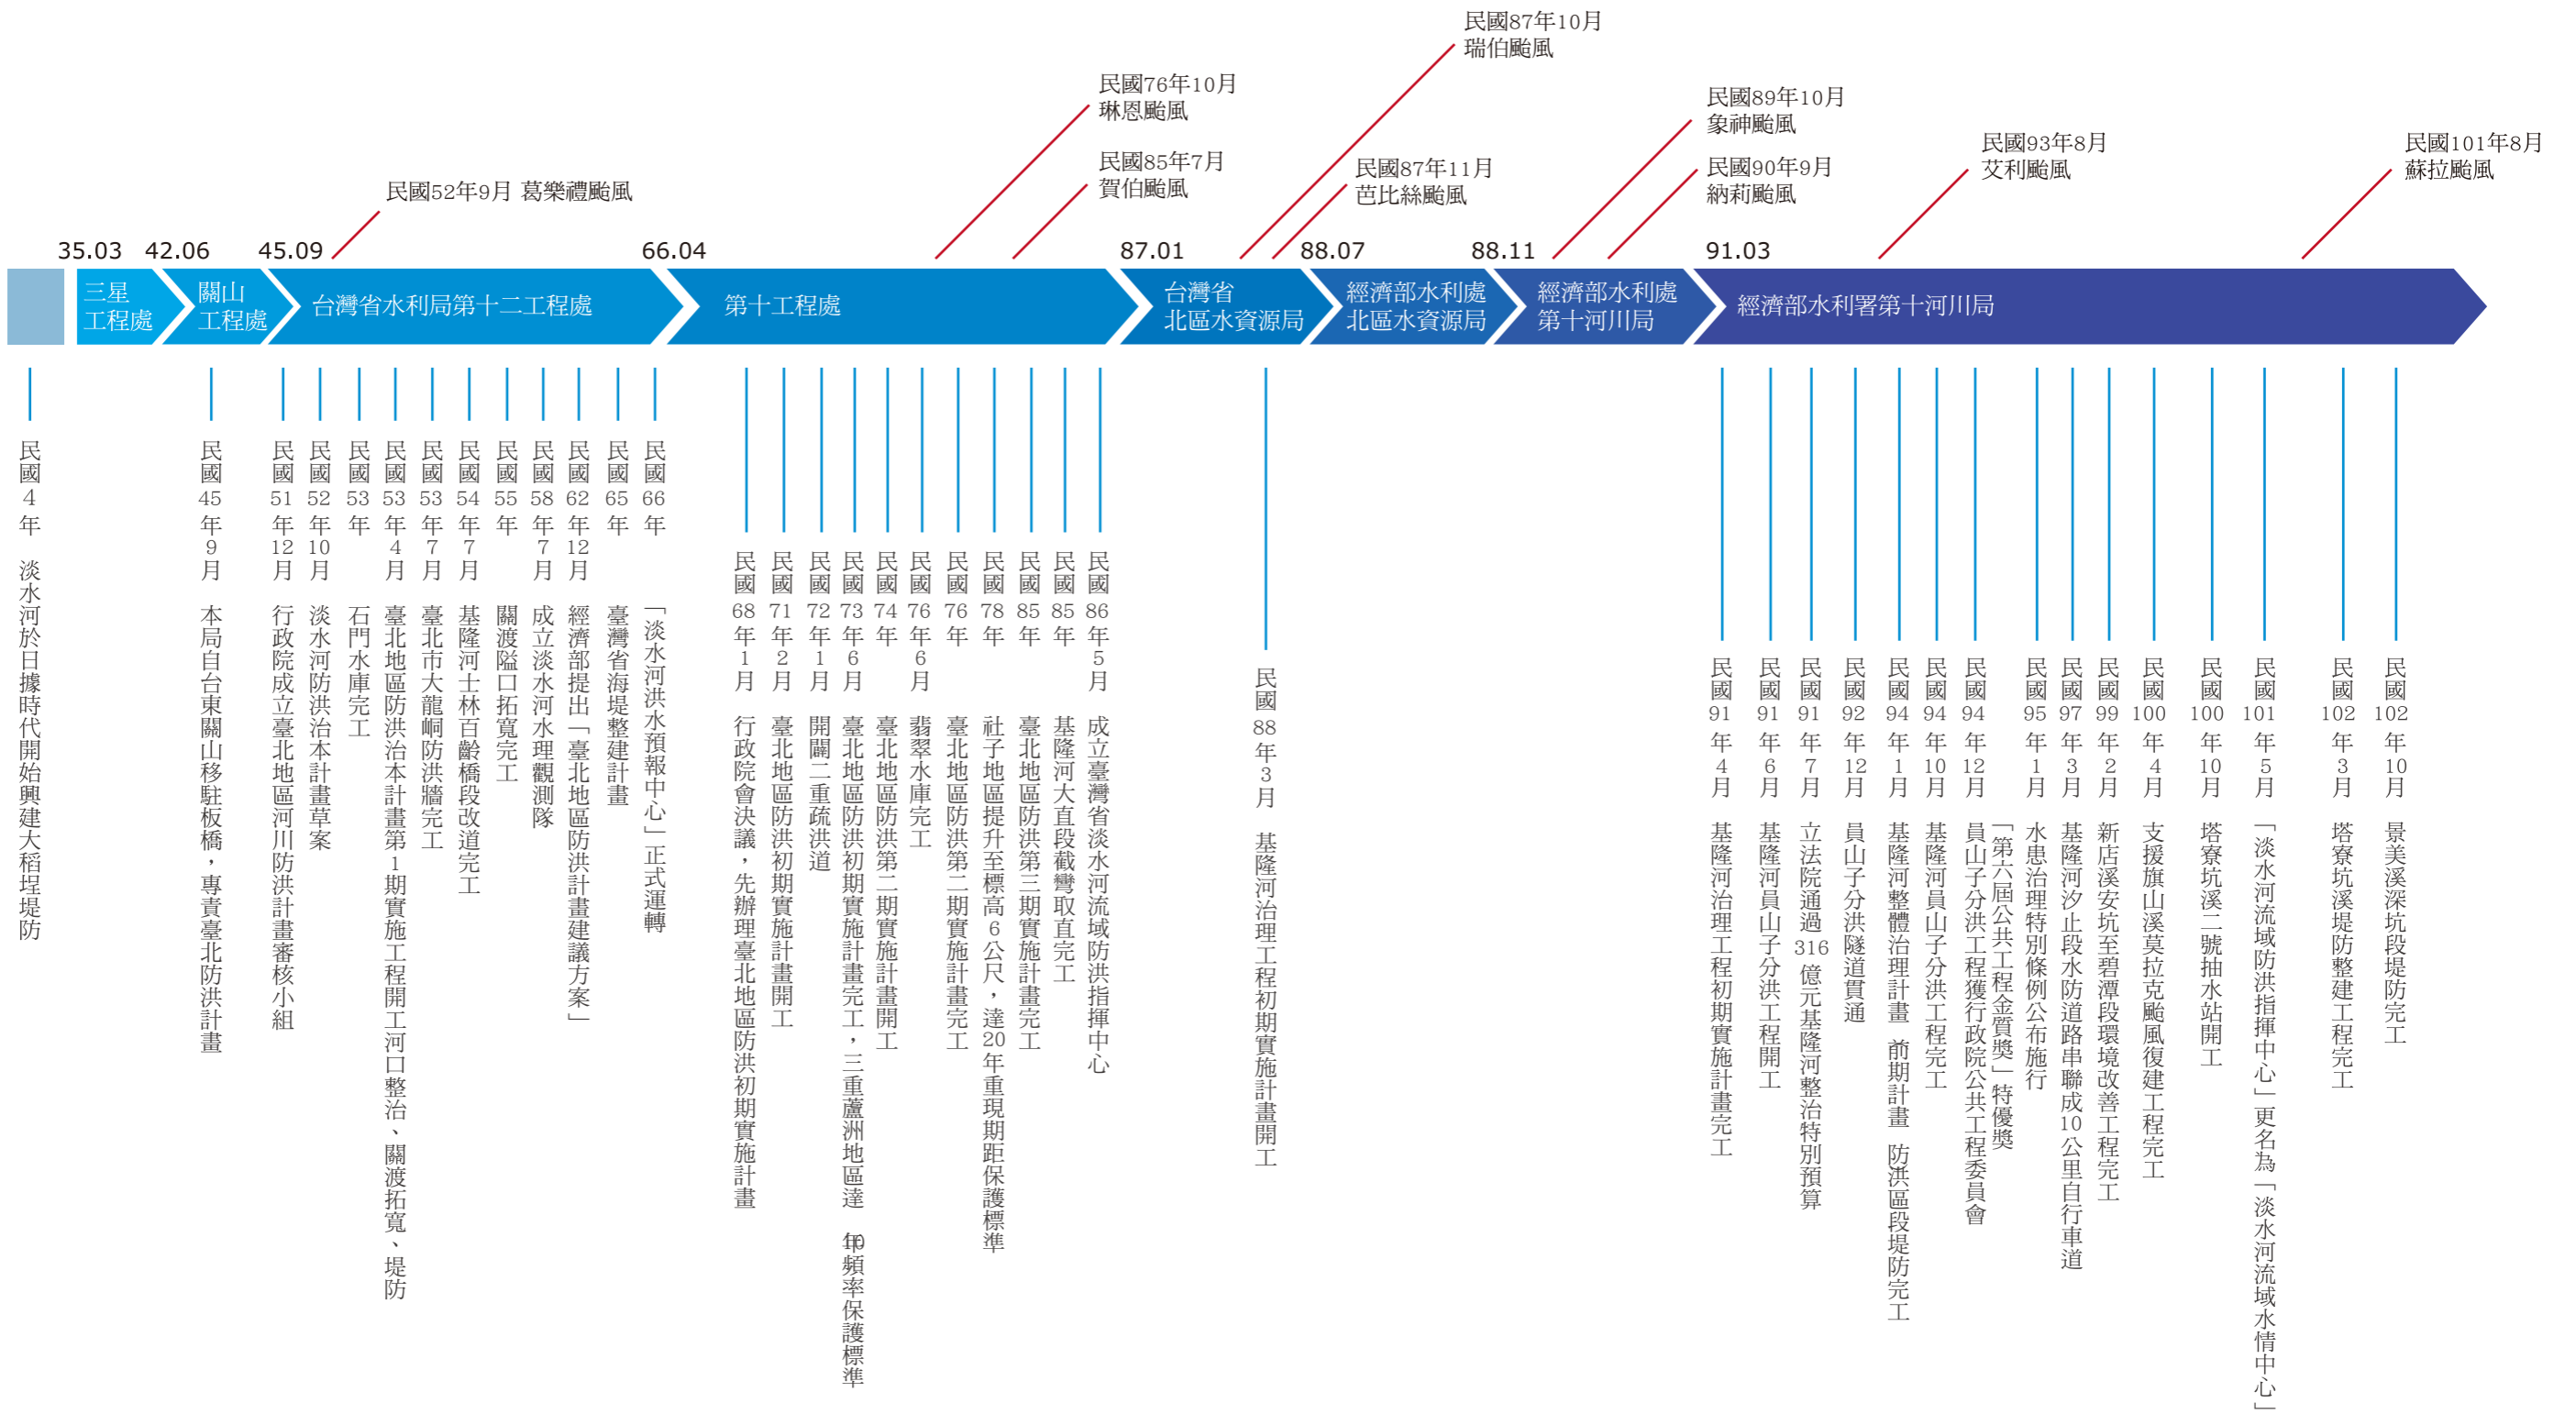 民國87年10月
瑞伯颱風
民國76年10月
琳恩颱風
民國89年10月
象神颱風
民國85年7月
賀伯颱風
民國87年11月
芭比絲颱風
民國90年9月
納莉颱風
民國93年8月
艾利颱風
民國101年8月
蘇拉颱風
民國52年9月 葛樂禮颱風
35.03
42.06
45.09
66.04
87.01
88.07
88.11
91.03
三星
工程處
關山
工程處
台灣省水利局第十二工程處
第十工程處
台灣省
北區水資源局
經濟部水利處
北區水資源局
經濟部水利處
第十河川局
經濟部水利署第十河川局
民國4年 淡水河於日據時代開始興建大稻埕堤防
民國45年9月 本局自台東關山移駐板橋，專責臺北防洪計畫
民國51年12月 行政院成立臺北地區河川防洪計畫審核小組
民國52年10月 淡水河防洪治本計畫草案
民國53年 石門水庫完工
民國53年4月 臺北地區防洪治本計畫第1期實施工程開工河口整治、關渡拓寬、堤防
民國53年7月 臺北市大龍峒防洪牆完工
民國54年7月 基隆河士林百齡橋段改道完工
民國55年 關渡隘口拓寬完工
民國58年7月 成立淡水河水理觀測隊
民國62年12月 經濟部提出「臺北地區防洪計畫建議方案」
民國65年 臺灣省海堤整建計畫
民國66年 「淡水河洪水預報中心」正式運轉
民國68年1月 行政院會決議，先辦理臺北地區防洪初期實施計畫
民國71年2月 臺北地區防洪初期實施計畫開工
民國72年1月 開闢二重疏洪道
民國73年6月 臺北地區防洪初期實施計畫完工，三重蘆洲地區達10年頻率保護標準
民國74年 臺北地區防洪第二期實施計畫開工
民國76年6月 翡翠水庫完工
民國76年 臺北地區防洪第二期實施計畫完工
民國78年 社子地區提升至標高6公尺，達20年重現期距保護標準
民國85年 臺北地區防洪第三期實施計畫完工
民國85年 基隆河大直段截彎取直完工
民國86年5月 成立臺灣省淡水河流域防洪指揮中心
民國88年3月 基隆河治理工程初期實施計畫開工
民國91年4月 基隆河治理工程初期實施計畫完工
民國91年6月 基隆河員山子分洪工程開工
民國91年7月 立法院通過316億元基隆河整治特別預算
民國92年12月 員山子分洪隧道貫通
民國94年1月 基隆河整體治理計畫 前期計畫 防洪區段堤防完工
民國94年10月 基隆河員山子分洪工程完工
民國94年12月 員山子分洪工程獲行政院公共工程委員會
「第六屆公共工程金質獎」特優獎
民國95年1月 水患治理特別條例公布施行
民國97年3月 基隆河汐止段水防道路串聯成10公里自行車道
民國99年2月 新店溪安坑至碧潭段環境改善工程完工
民國100年4月 支援旗山溪莫拉克颱風復建工程完工
民國100年10月 塔寮坑溪二號抽水站開工
民國101年5月 「淡水河流域防洪指揮中心」更名為「淡水河流域水情中心」
民國102年3月 塔寮坑溪堤防整建工程完工
民國102年10月 景美溪深坑段堤防完工